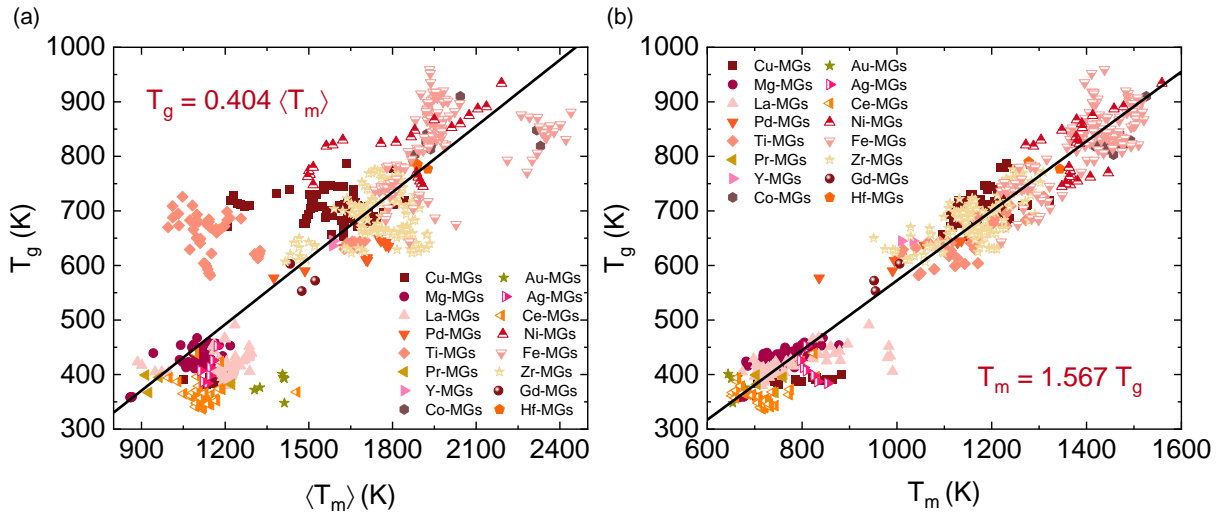 (a)
1000
900
800
700
600
500
400
300
T_g (K)
T_g = 0.404 ⟨T_m⟩
Cu-MGs Au-MGs
Mg-MGs Ag-MGs
La-MGs Ce-MGs
Pd-MGs Ni-MGs
Ti-MGs Fe-MGs
Pr-MGs Zr-MGs
Y-MGs Gd-MGs
Co-MGs Hf-MGs
900 1200 1500 1800 2100 2400
⟨T_m⟩ (K)
(b)
1000
900
800
700
600
500
400
300
T_g (K)
Cu-MGs Au-MGs
Mg-MGs Ag-MGs
La-MGs Ce-MGs
Pd-MGs Ni-MGs
Ti-MGs Fe-MGs
Pr-MGs Zr-MGs
Y-MGs Gd-MGs
Co-MGs Hf-MGs
T_m = 1.567 T_g
600 800 1000 1200 1400 1600
T_m (K)